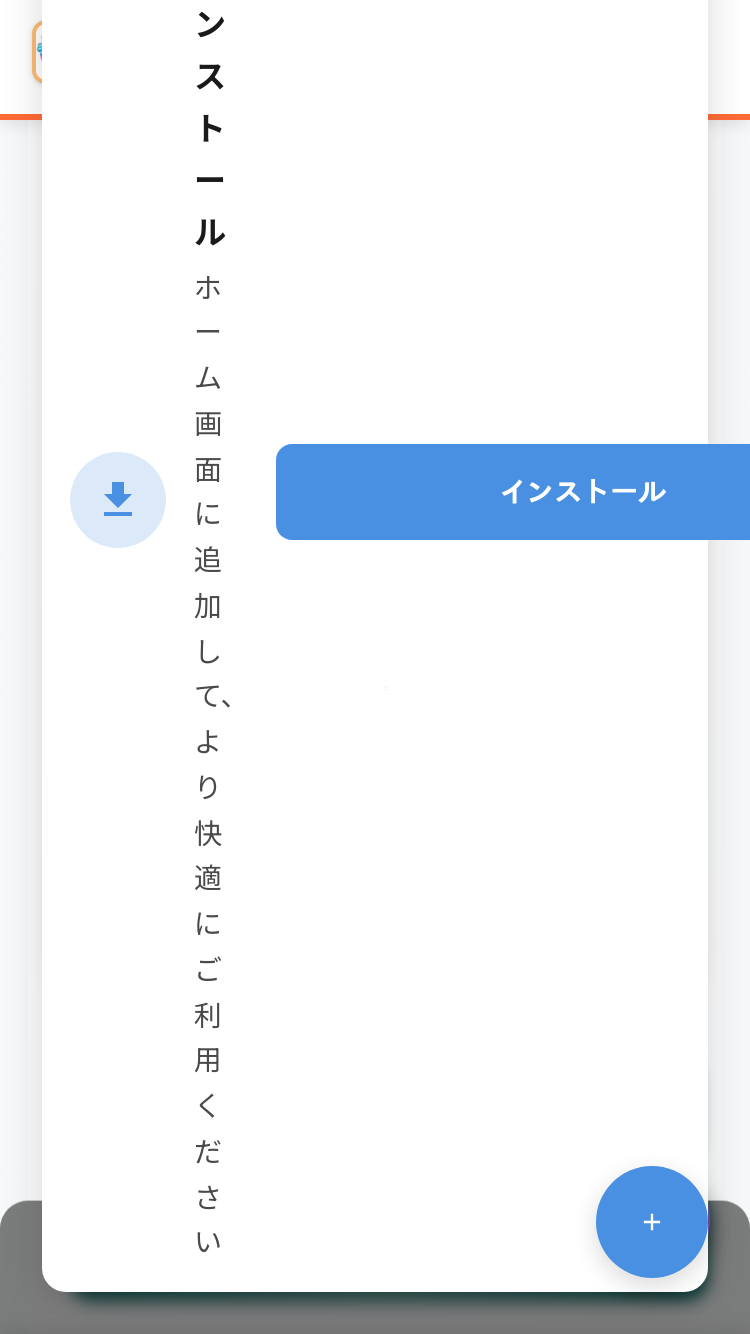 ン
ス
ト
ー
ル
ホ
ー
ム
画
面
に
追
加
し
て、
よ
り
快
適
に
ご
利
用
く
だ
さ
い
インストール
+